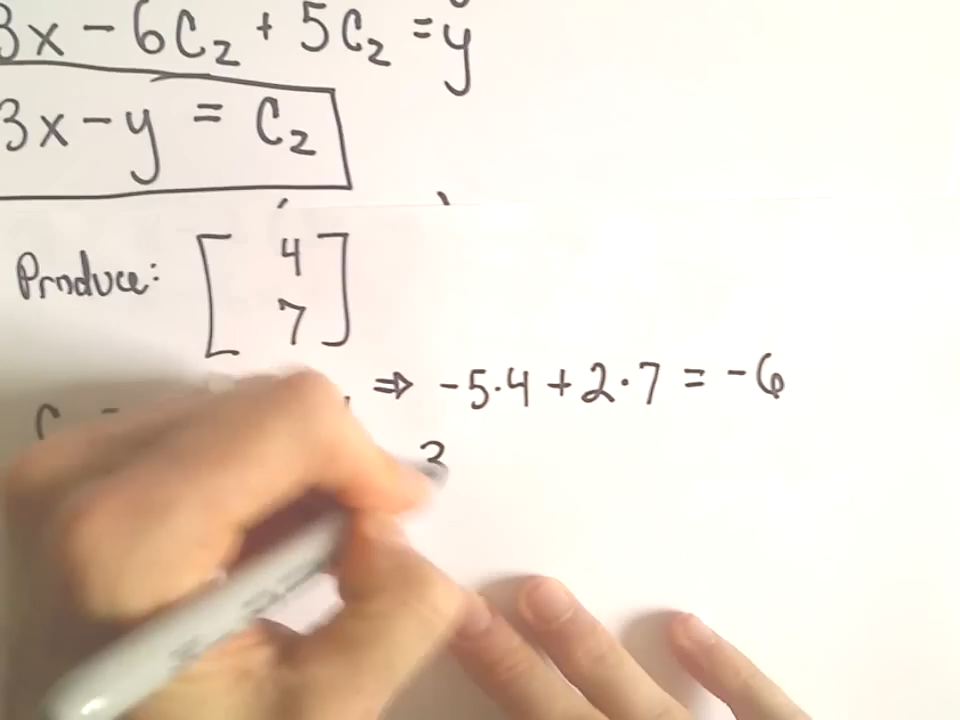 3x - 6C₂ + 5C₂ = y
3x - y = C₂
Produce: [4
7]
⇒ -5·4 + 2·7 = -6
3